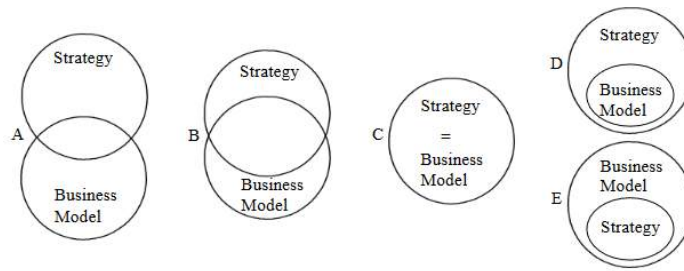 A
Strategy
Business
Model
B
Strategy
Business
Model
C
Strategy
=
Business
Model
D
Strategy
Business
Model
E
Business
Model
Strategy